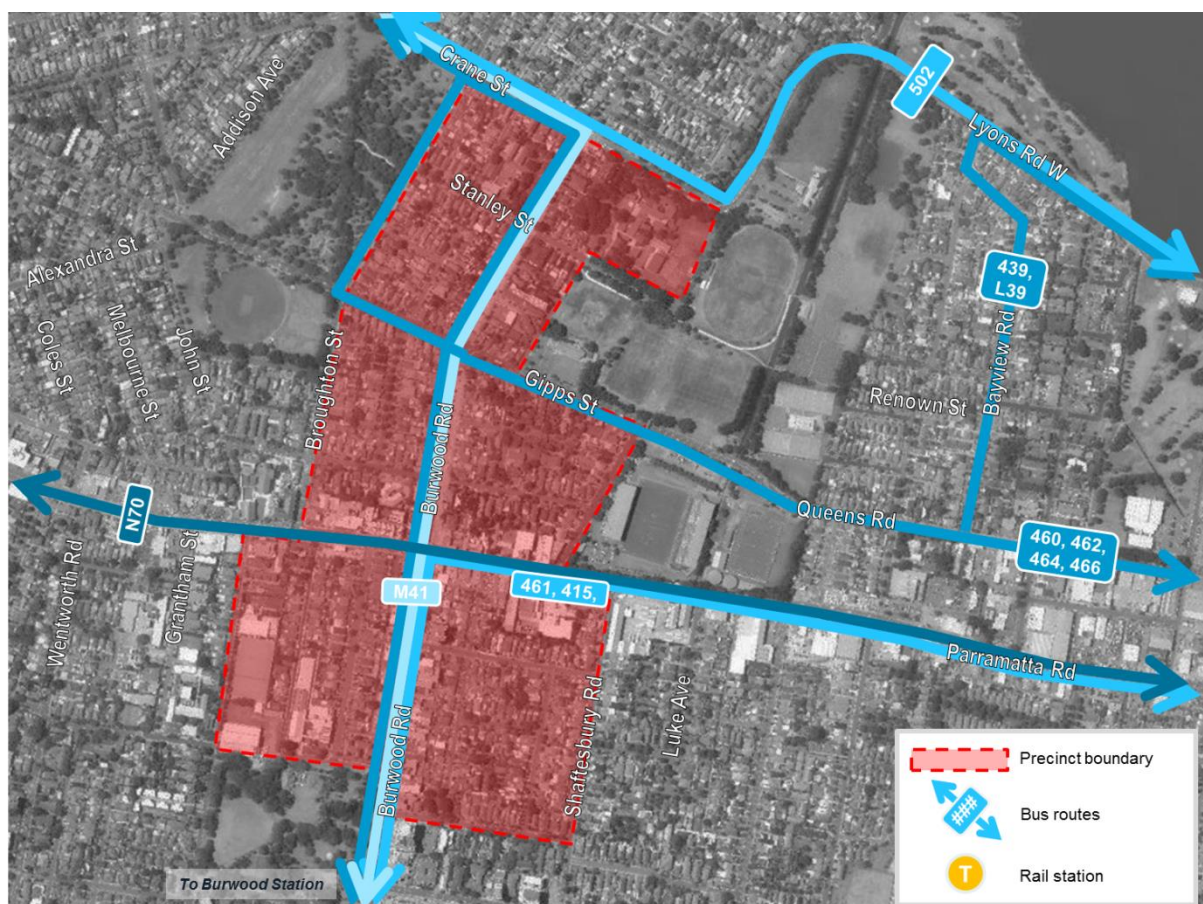 Crane St
Addison Ave
502
Lyons Rd W
Stanley St
Alexandra St
439,
L39
Coles St
Melbourne St
John St
Broughton St
Bayview Rd
Renown St
Gipps St
Burwood Rd
N70
Queens Rd
460, 462,
464, 466
Wentworth Rd
Grantham St
M41
461, 415,
Parramatta Rd
Burwood Rd
Shaftesbury Rd
Luke Ave
Precinct boundary
###
Bus routes
T
Rail station
To Burwood Station